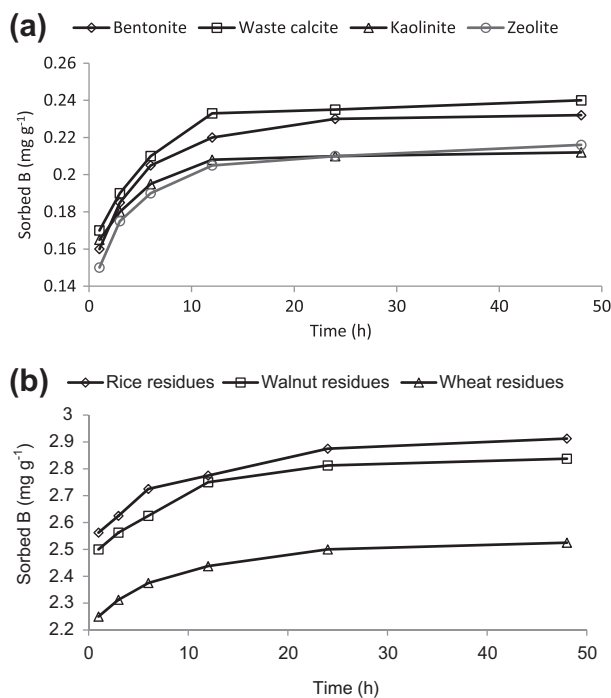 (a)
Bentonite Waste calcite Kaolinite Zeolite
0.26
0.24
0.22
0.2
0.18
0.16
0.14
Sorbed B (mg g⁻¹)
0 10 20 30 40 50
Time (h)
(b)
Rice residues Walnut residues Wheat residues
3
2.9
2.8
2.7
2.6
2.5
2.4
2.3
2.2
Sorbed B (mg g⁻¹)
0 10 20 30 40 50
Time (h)